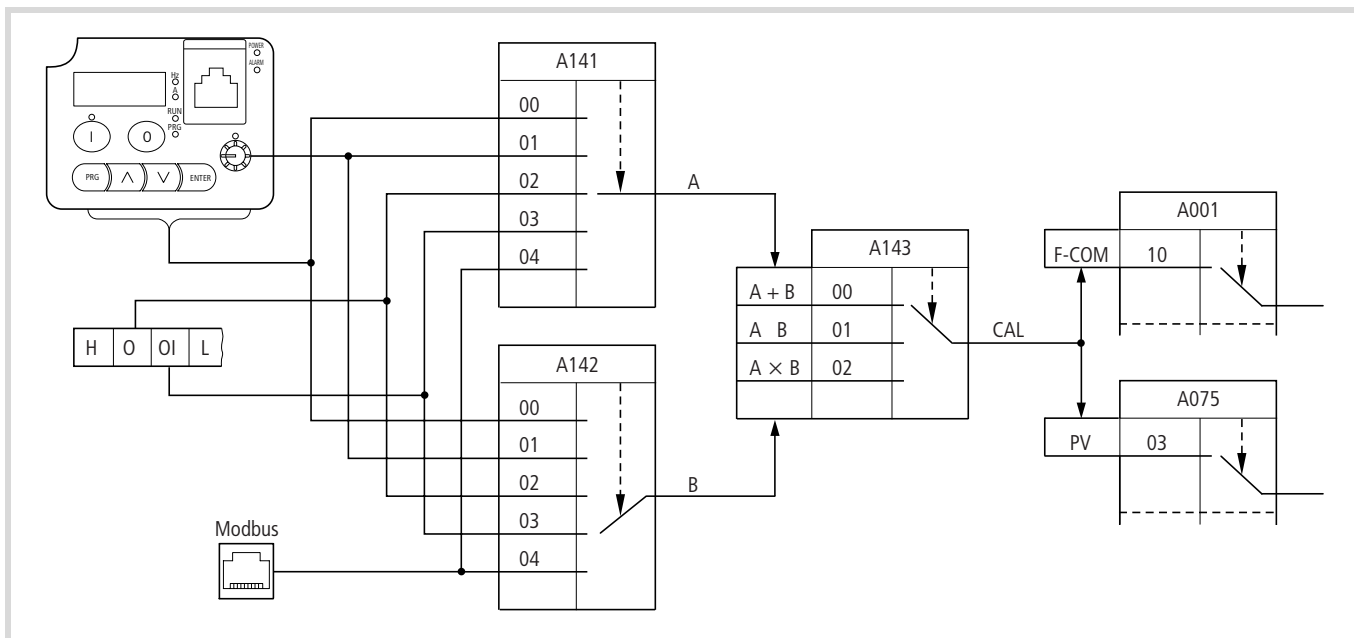 POWER
ALARM
Hz
A
RUN
PRG
I
O
PRG
ENTER
H
O
OI
L
Modbus
A141
00
01
02
03
04
A
A142
00
01
02
03
04
B
A143
A + B 00
A B 01
A × B 02
CAL
A001
F-COM 10
A075
PV 03